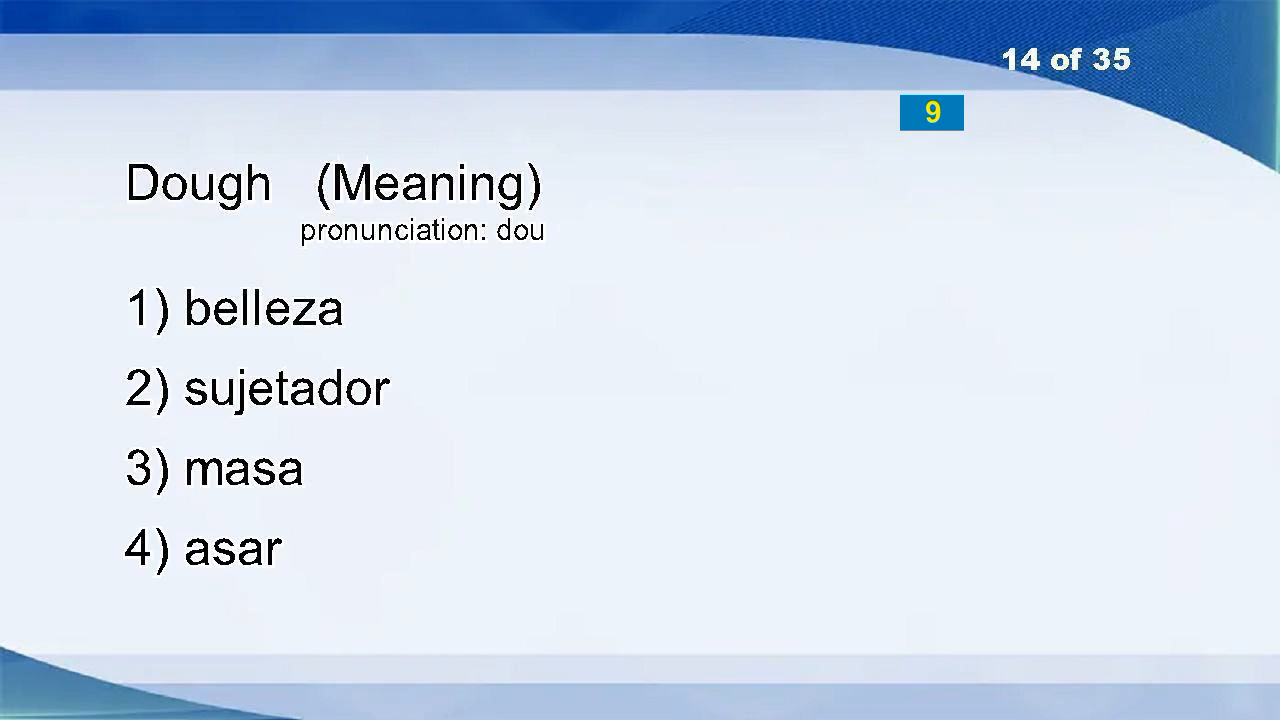 14 of 35
9
Dough (Meaning)
pronunciation: dou
1) belleza
2) sujetador
3) masa
4) asar